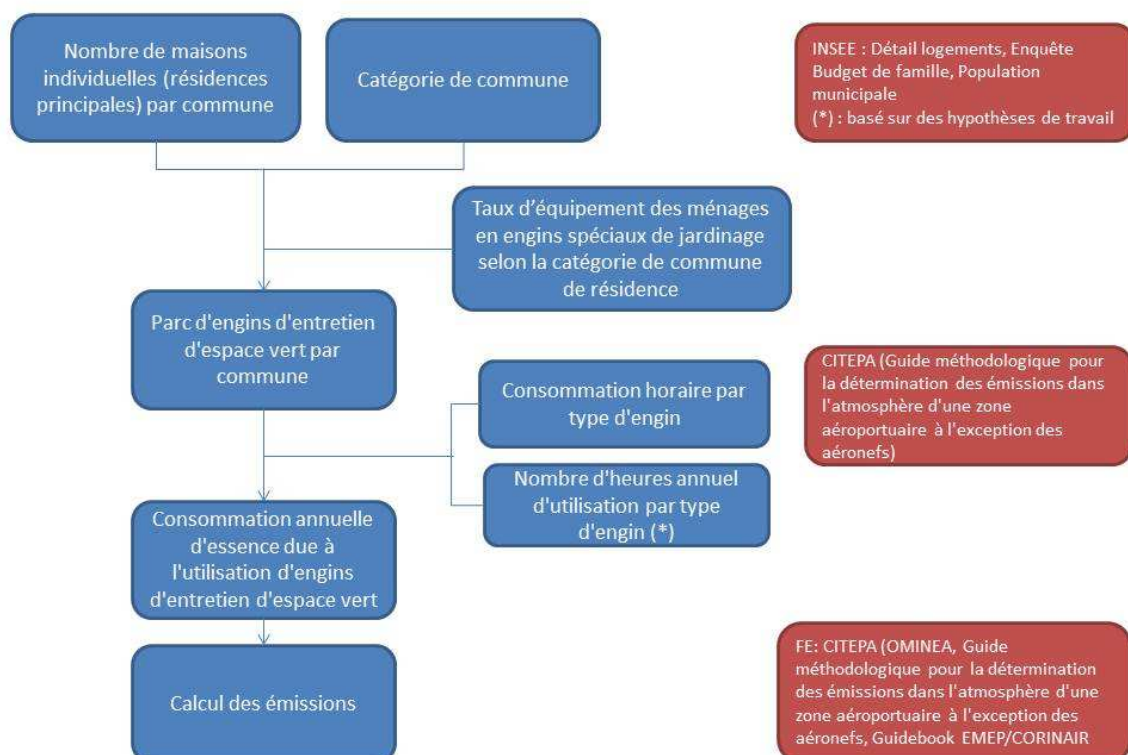 Nombre de maisons
individuelles (résidences
principales) par commune
Catégorie de commune
INSEE : Détail logements, Enquête
Budget de famille, Population
municipale
(*) : basé sur des hypothèses de travail
Taux d'équipement des ménages
en engins spéciaux de jardinage
selon la catégorie de commune
de résidence
Parc d'engins d'entretien
d'espace vert par
commune
Consommation horaire par
type d'engin
CITEPA (Guide méthodologique pour
la détermination des émissions dans
l'atmosphère d'une zone
aéroportuaire à l'exception des
aéronefs)
Nombre d'heures annuel
d'utilisation par type
d'engin (*)
Consommation annuelle
d'essence due à
l'utilisation d'engins
d'entretien d'espace vert
Calcul des émissions
FE: CITEPA (OMINEA, Guide
méthodologique pour la détermination
des émissions dans l'atmosphère d'une
zone aéroportuaire à l'exception des
aéronefs, Guidebook EMEP/CORINAIR